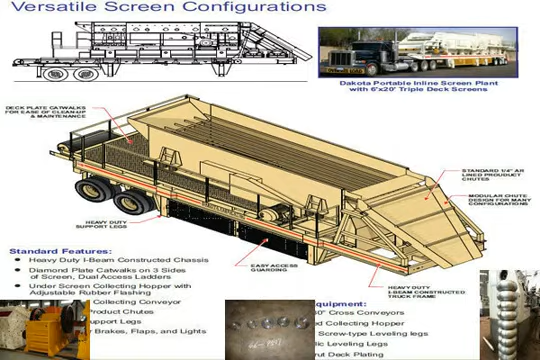 Versatile Screen Configurations
Dakota Portable Inline Screen Plant
with 6'x20' Triple Deck Screens
DECK PLATE CATWALKS
FOR EASE OF CLEAN-UP
& MAINTENANCE
STANDARD 1/4" AR
LINED PRODUCT
CHUTES
MODULAR CHUTE
DESIGN FOR MANY
CONFIGURATIONS
HEAVY DUTY
SUPPORT LEGS
EASY ACCESS
GUARDING
HEAVY DUTY
I-BEAM CONSTRUCTED
TRUCK FRAME
Standard Features:
Heavy Duty I-Beam Constructed Chassis
Diamond Plate Catwalks on 3 Sides
of Screen, Dual Access Ladders
Under Screen Collecting Hopper with
Adjustable Rubber Flashing
Collecting Conveyor
Product Chutes
Support Legs
Brakes, Flaps, and Lights
quipment:
Cross Conveyors
ed Collecting Hopper
Screw-type Leveling legs
lic Leveling Legs
rut Deck Plating